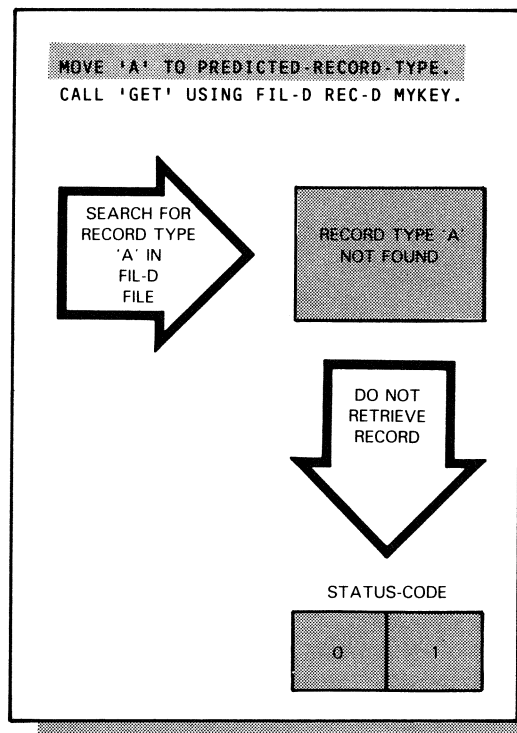 MOVE 'A' TO PREDICTED-RECORD-TYPE.
CALL 'GET' USING FIL-D REC-D MYKEY.
SEARCH FOR
RECORD TYPE
'A' IN
FIL-D
FILE
RECORD TYPE 'A'
NOT FOUND
DO NOT
RETRIEVE
RECORD
STATUS-CODE
0 1